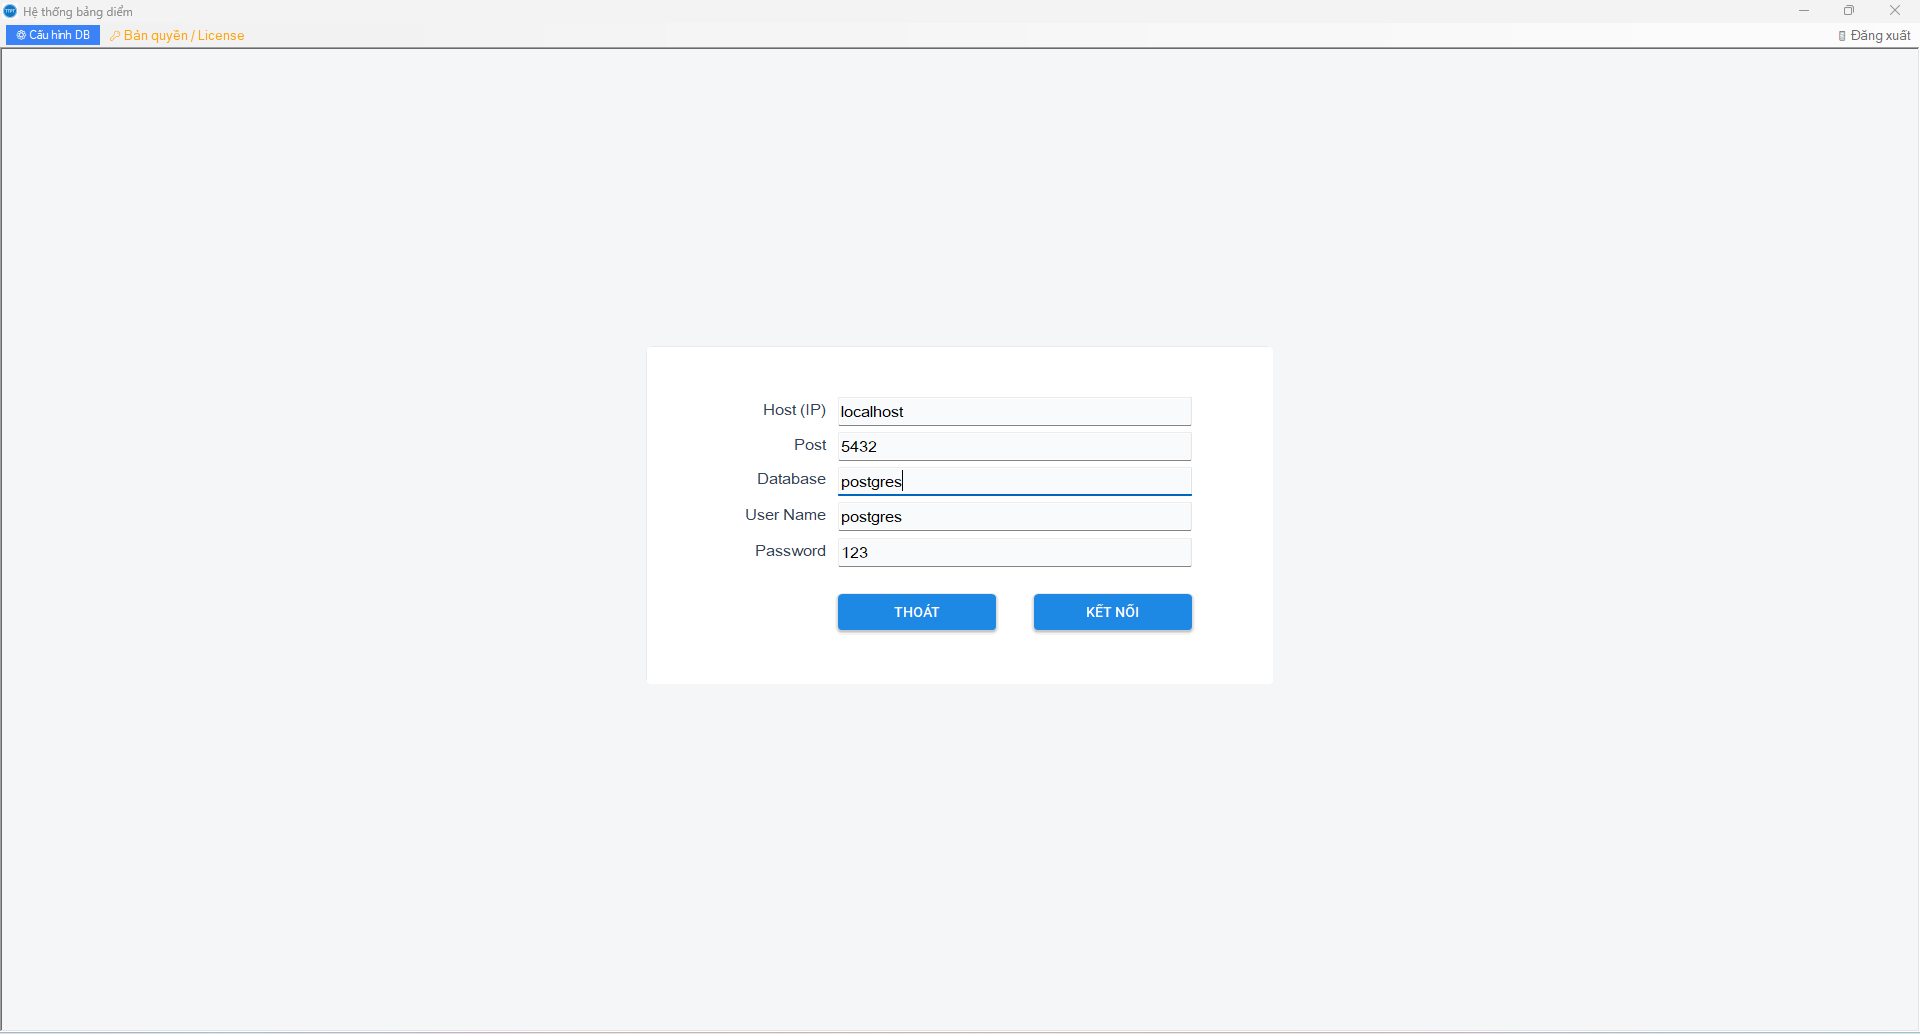 Hệ thống bảng điểm
Cấu hình DB
Bản quyền / License
Đăng xuất
Host (IP) localhost
Post 5432
Database postgres
User Name postgres
Password 123
THOÁT KẾT NỐI